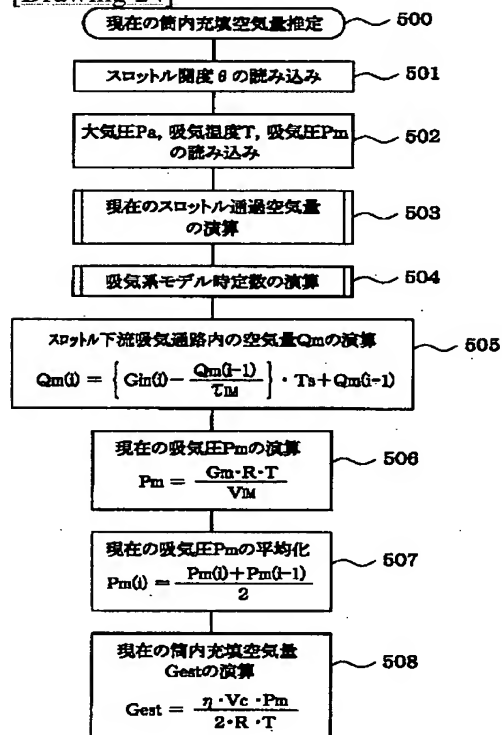 [Drawing 24]
現在の筒内充填空気量推定
500
スロットル開度θの読み込み
501
大気圧Pa, 吸気温度T, 吸気圧Pm
の読み込み
502
現在のスロットル通過空気量
の演算
503
吸気系モデル時定数の演算
504
スロットル下流吸気通路内の空気量Qmの演算
505
Qm(i) = { Gin(i) − Qm(i−1) / τIM } · Ts + Qm(i−1)
現在の吸気圧Pmの演算
506
Pm = Gm·R·T / VIM
現在の吸気圧Pmの平均化
507
Pm(i) = Pm(i) + Pm(i−1) / 2
現在の筒内充填空気量
Gestの演算
508
Gest = η · Vc · Pm / 2 · R · T